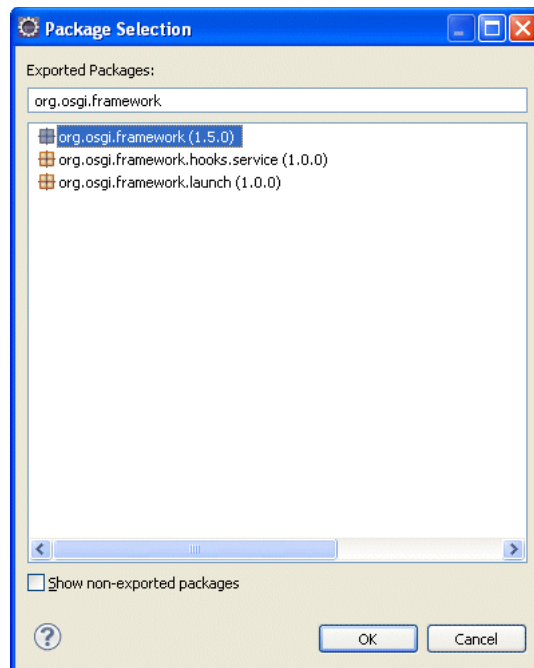 Package Selection
Exported Packages:
org.osgi.framework
org.osgi.framework (1.5.0)
org.osgi.framework.hooks.service (1.0.0)
org.osgi.framework.launch (1.0.0)
Show non-exported packages
OK
Cancel